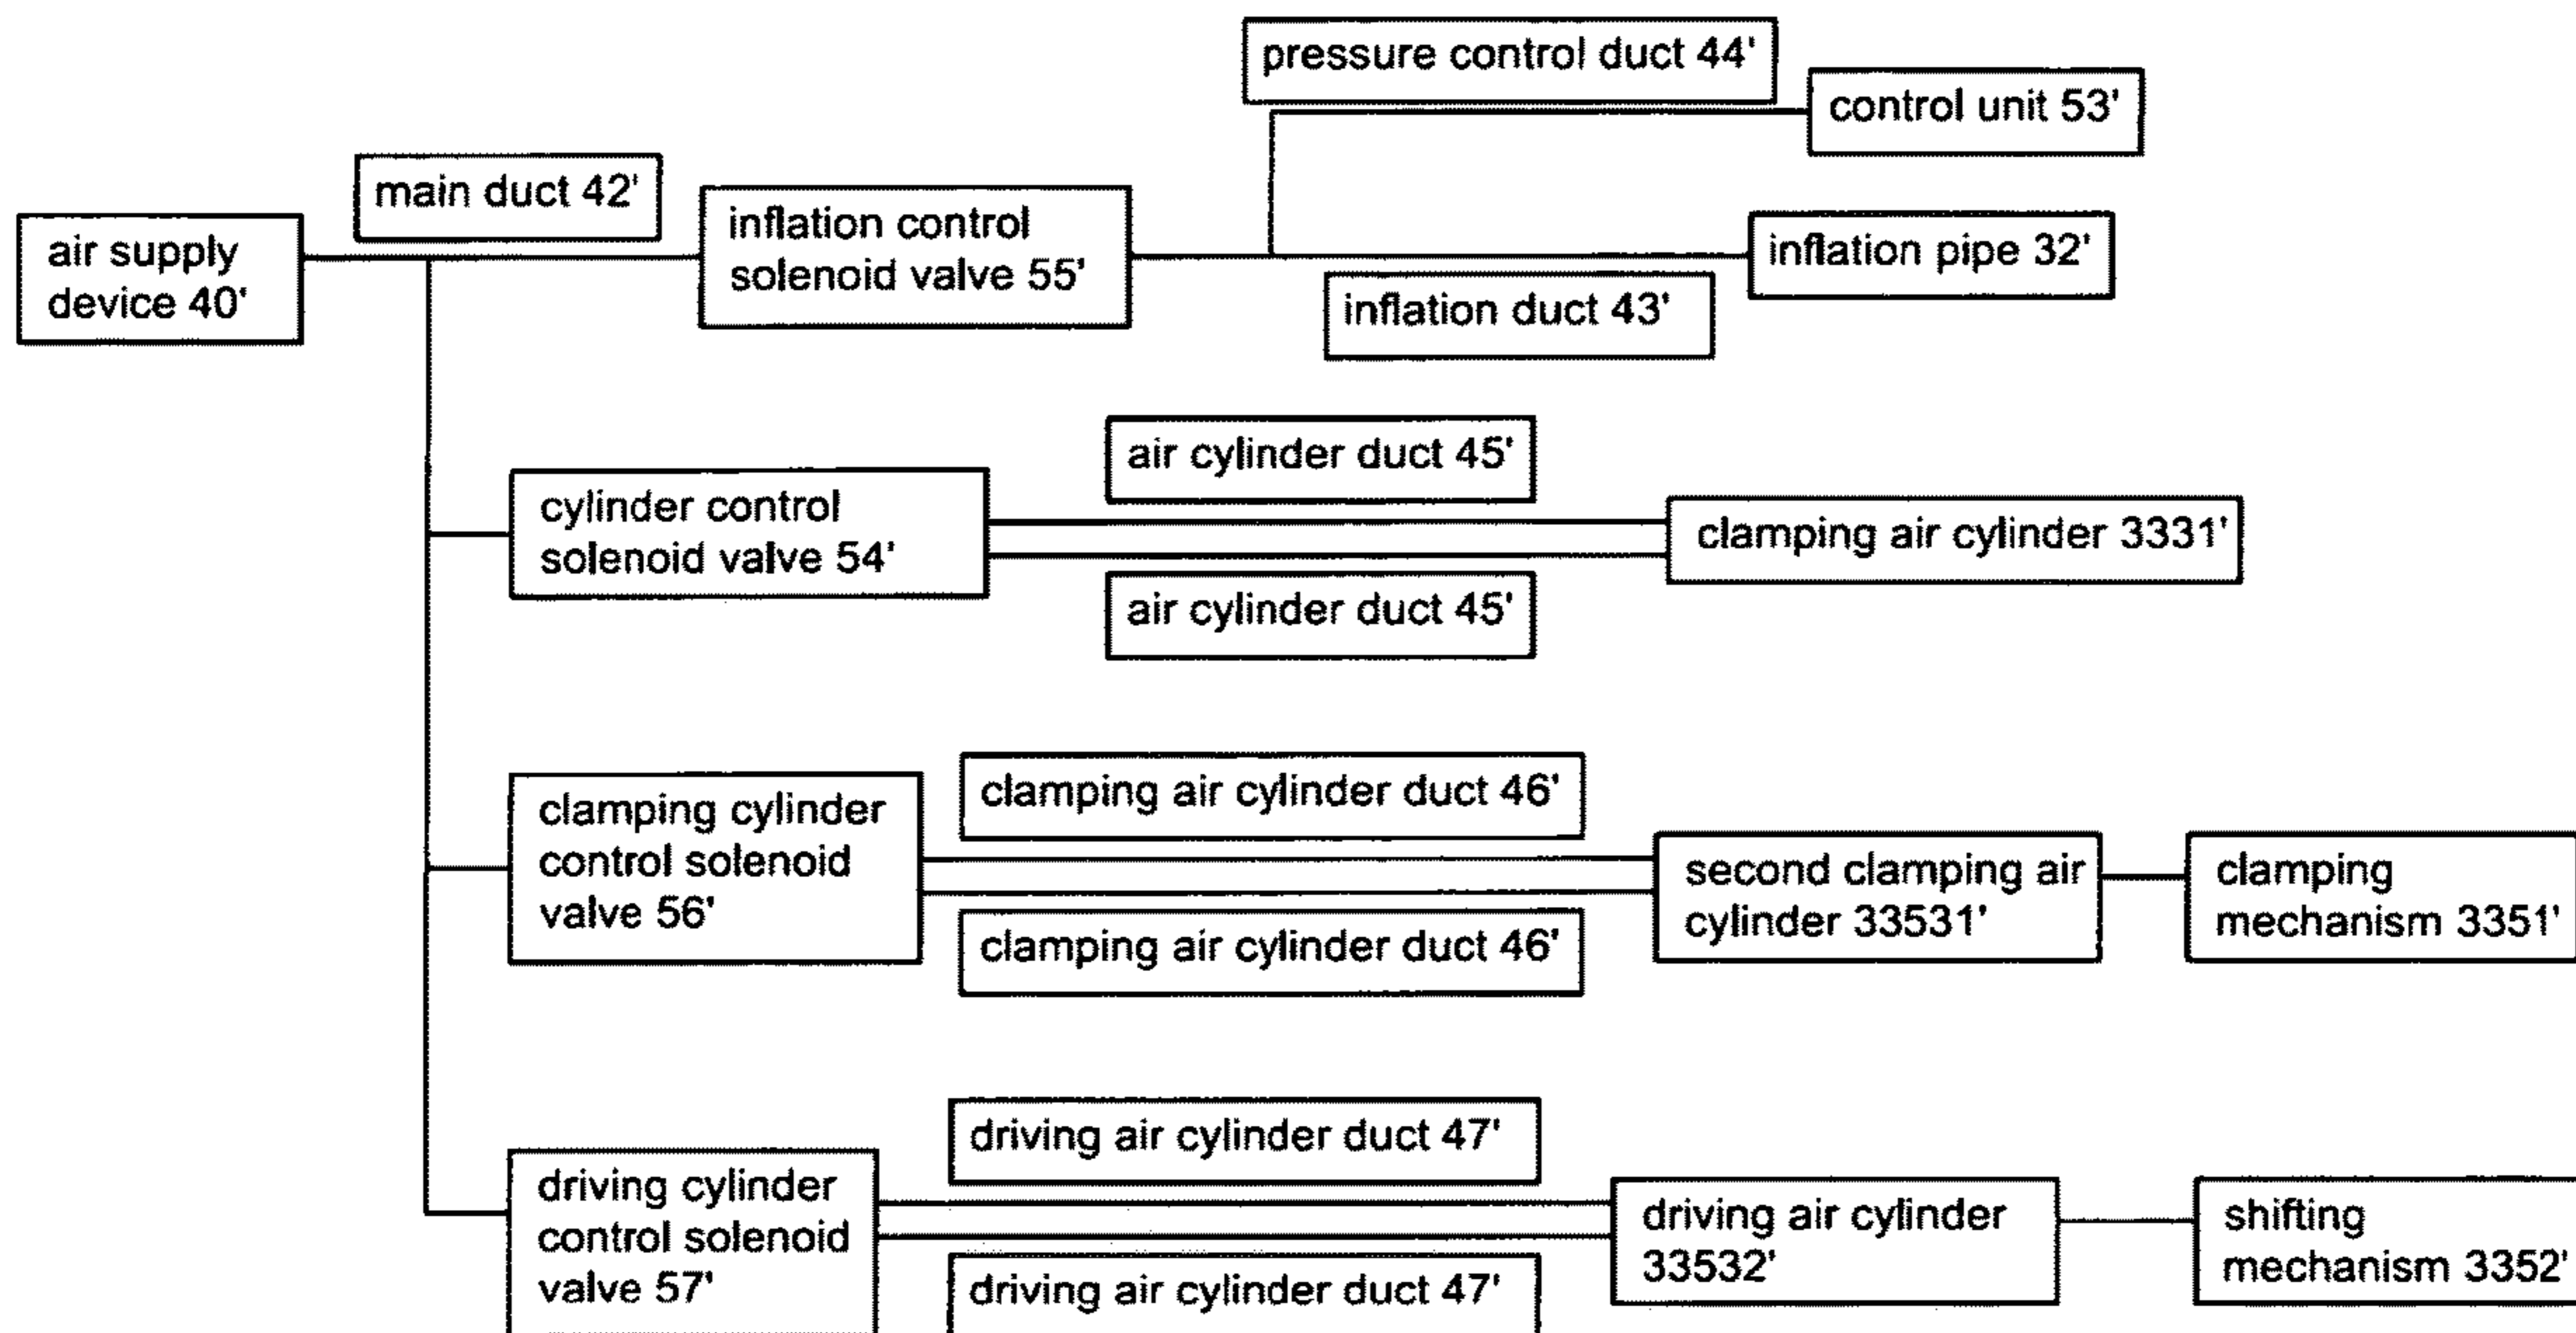 pressure control duct 44'
control unit 53'
main duct 42'
air supply
device 40'
inflation control
solenoid valve 55'
inflation pipe 32'
inflation duct 43'
air cylinder duct 45'
cylinder control
solenoid valve 54'
clamping air cylinder 3331'
air cylinder duct 45'
clamping air cylinder duct 46'
clamping cylinder
control solenoid
valve 56'
second clamping air
cylinder 33531'
clamping
mechanism 3351'
clamping air cylinder duct 46'
driving air cylinder duct 47'
driving cylinder
control solenoid
valve 57'
driving air cylinder
33532'
shifting
mechanism 3352'
driving air cylinder duct 47'